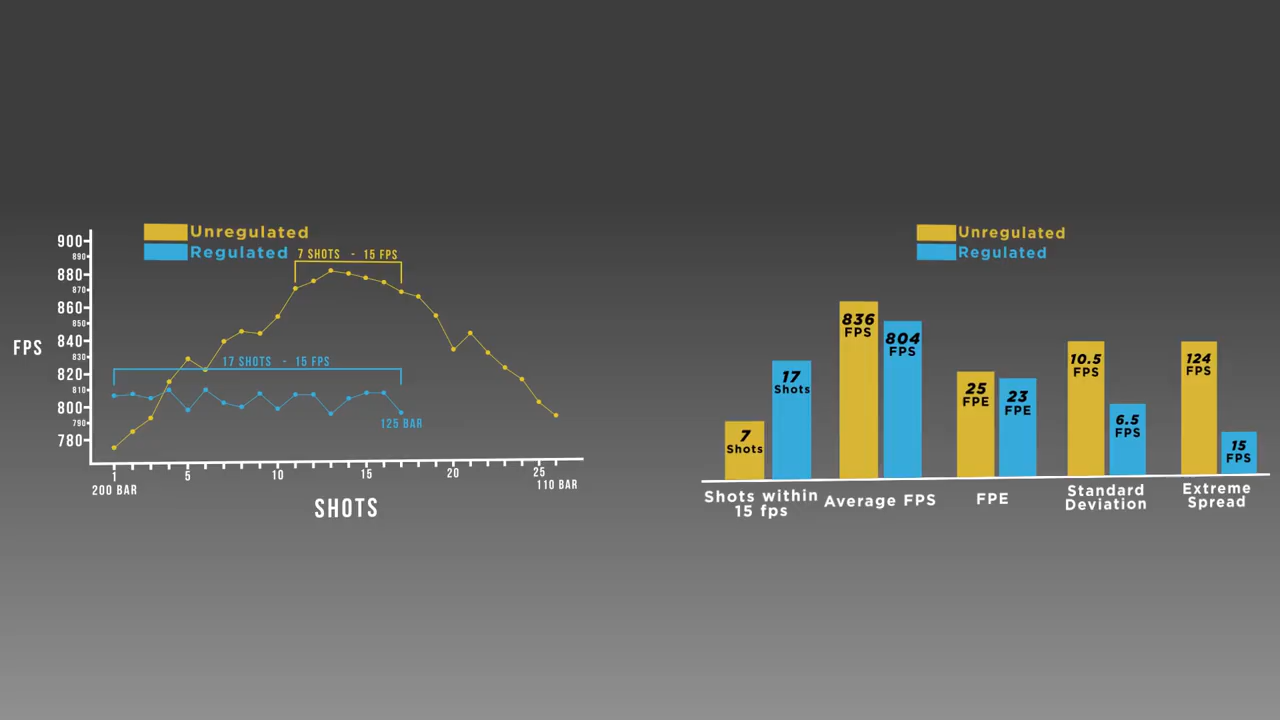 Unregulated
Regulated
7 SHOTS - 15 FPS
900
890
880
870
860
850
840
830
820
810
800
790
780
FPS
17 SHOTS - 15 FPS
125 BAR
1
5
10
15
20
25
200 BAR
110 BAR
SHOTS
Unregulated
Regulated
7
Shots
17
Shots
836
FPS
804
FPS
25
FPE
23
FPE
10.5
FPS
6.5
FPS
124
FPS
15
FPS
Shots within
15 fps
Average FPS
FPE
Standard
Deviation
Extreme
Spread